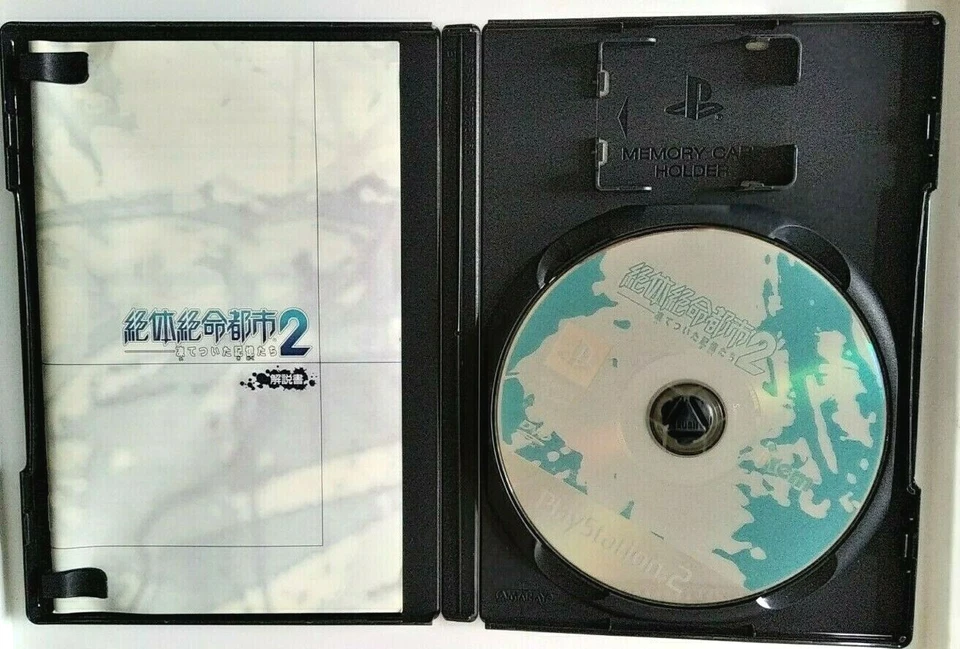 絶体絶命都市2
凍てついた記憶たち
解説書
MEMORY CARD
HOLDER
絶体絶命都市2
凍てついた記憶たち
irem
PlayStation 2
AMARAY